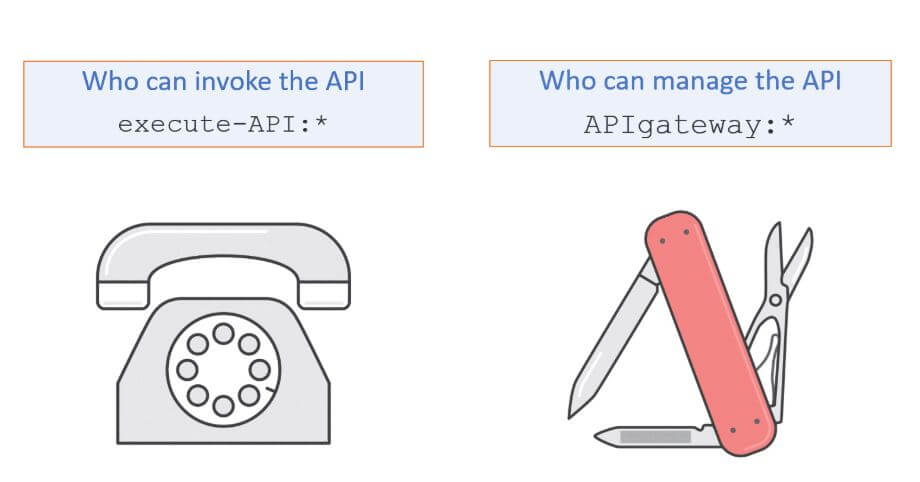 Who can invoke the API
execute-API:*
Who can manage the API
APIgateway:*